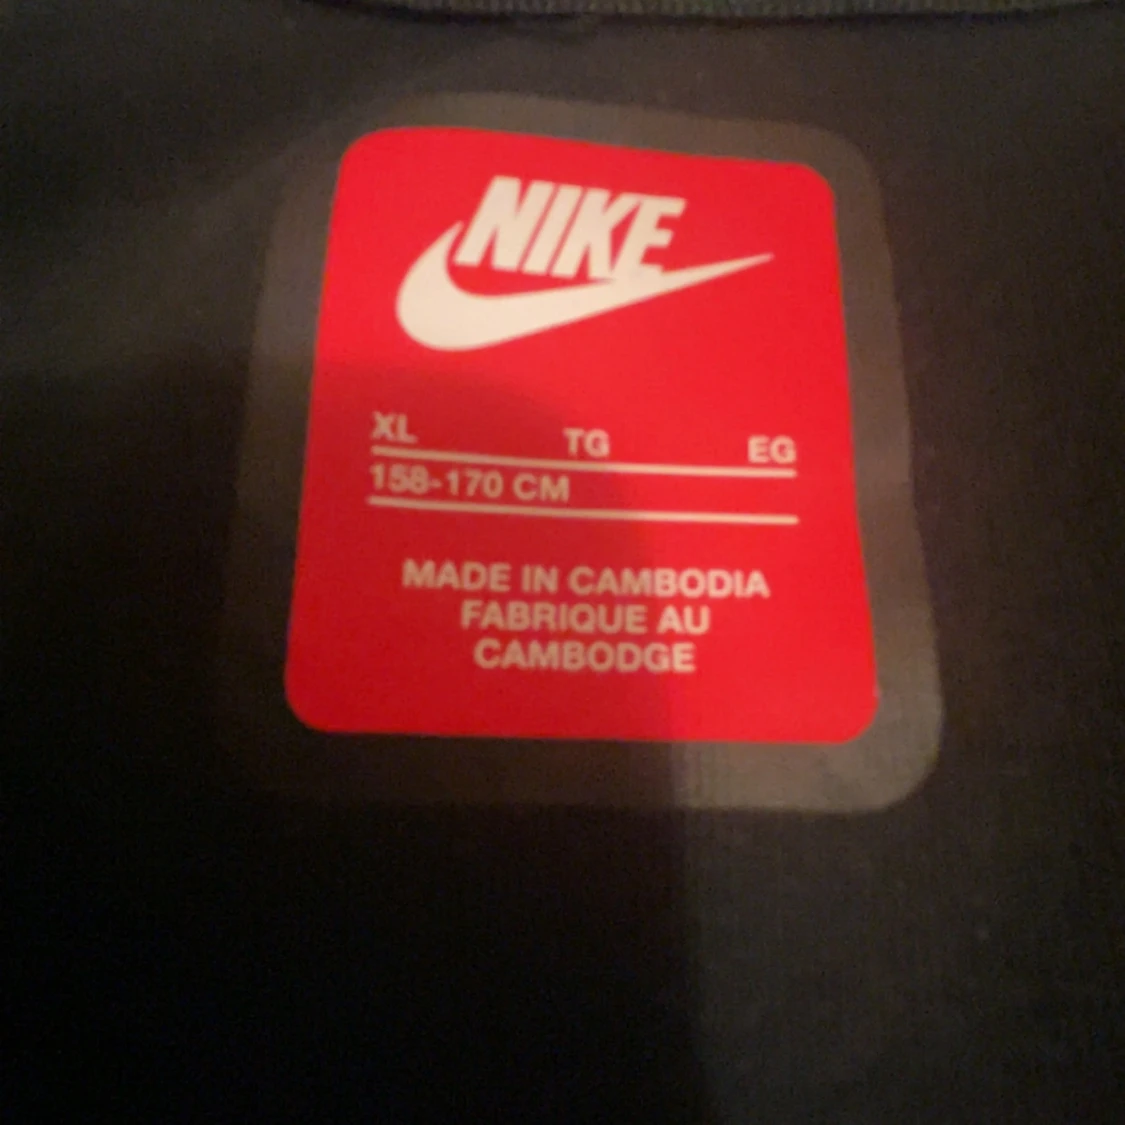 NIKE
XL TG EG
158-170 CM
MADE IN CAMBODIA
FABRIQUE AU
CAMBODGE